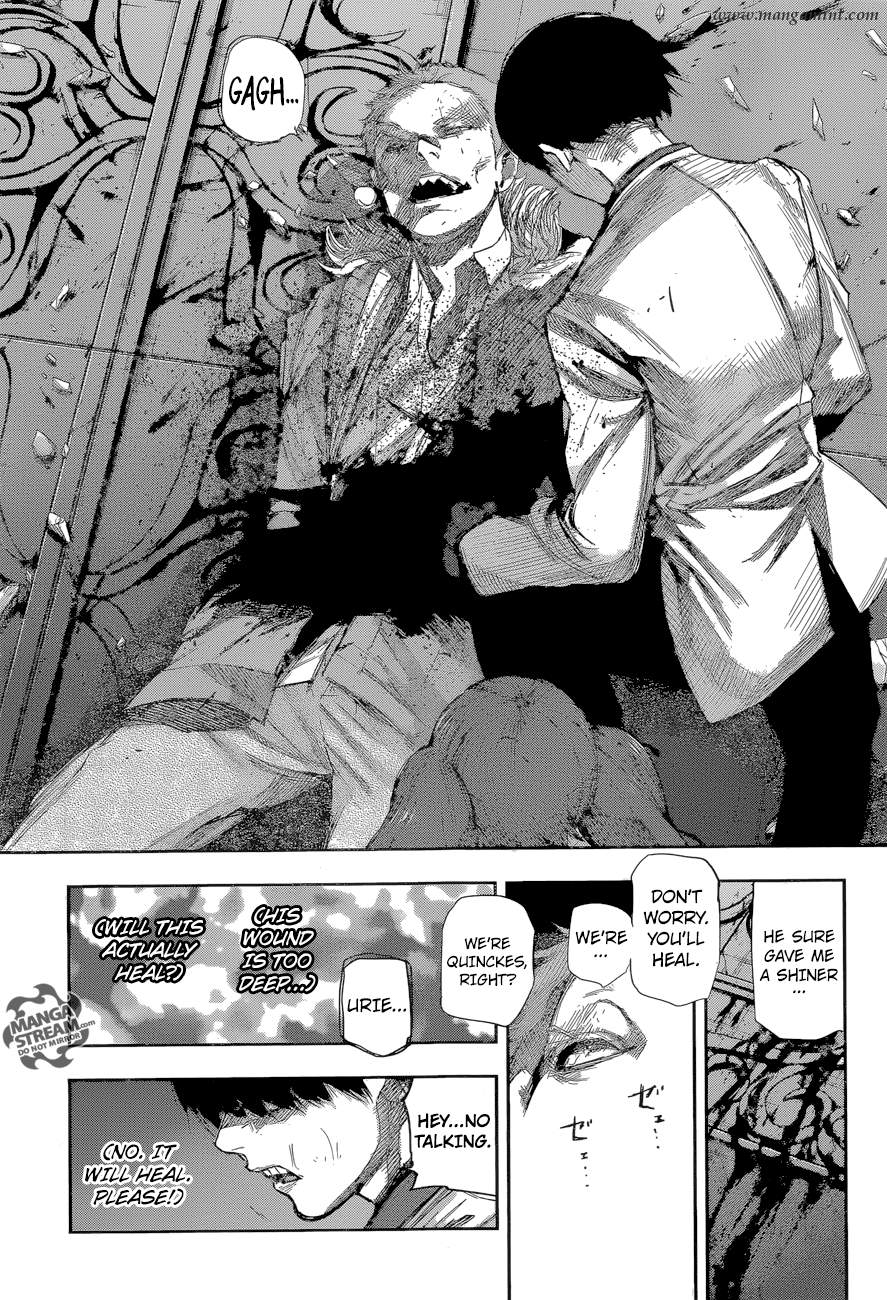 www.mangamint.com
GAGH...
HE SURE
GAVE ME
A SHINER
...
DON'T
WORRY.
YOU'LL
HEAL.
WE'RE
...
WE'RE
QUINCKES,
RIGHT?
ゼェ...
ゼェ...
(HIS
WOUND
IS TOO
DEEP...)
(WILL THIS
ACTUALLY
HEAL?)
URIE...
HEY...NO
TALKING.
(NO. IT
WILL HEAL.
PLEASE!)
MANGA
STREAM.com
DO NOT MIRROR!